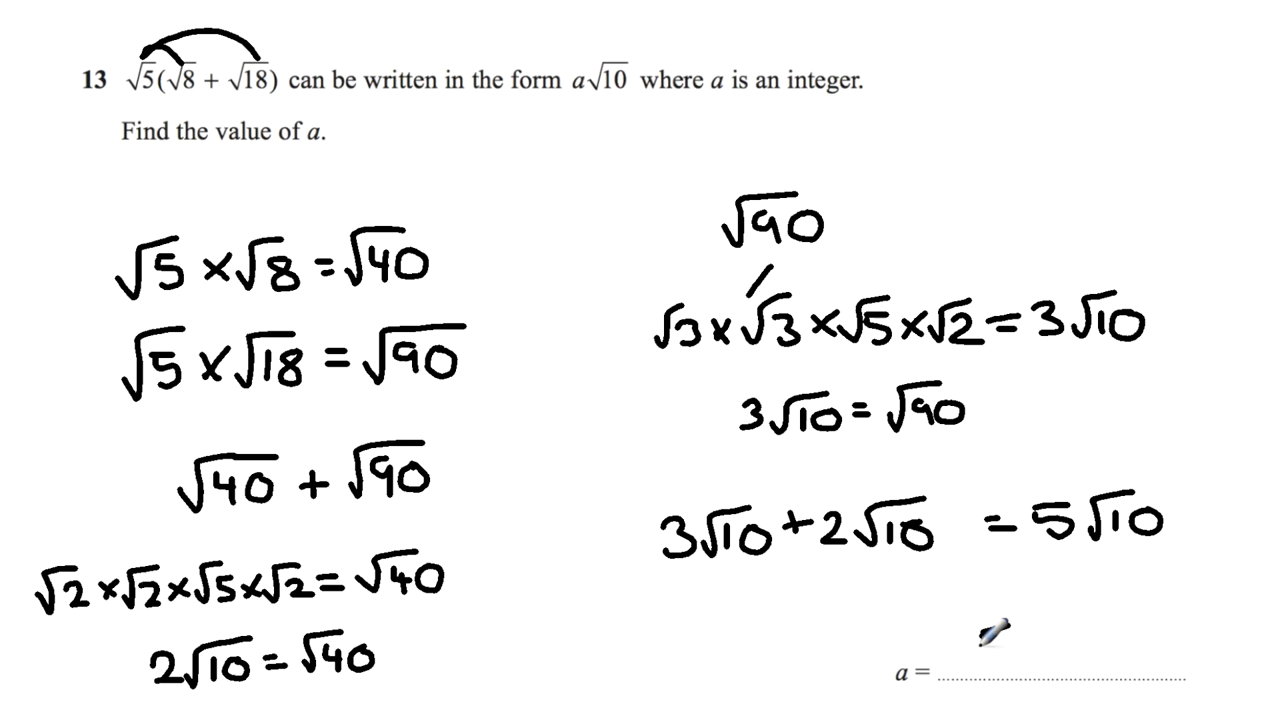 13 √5(√8 + √18) can be written in the form a√10 where a is an integer.
Find the value of a.
√5 × √8 = √40
√5 × √18 = √90
√40 + √90
√2 × √2 × √5 × √2 = √40
2√10 = √40
√90
√3 × √3 × √5 × √2 = 3√10
3√10 = √90
3√10 + 2√10 = 5√10
a = ........................................................